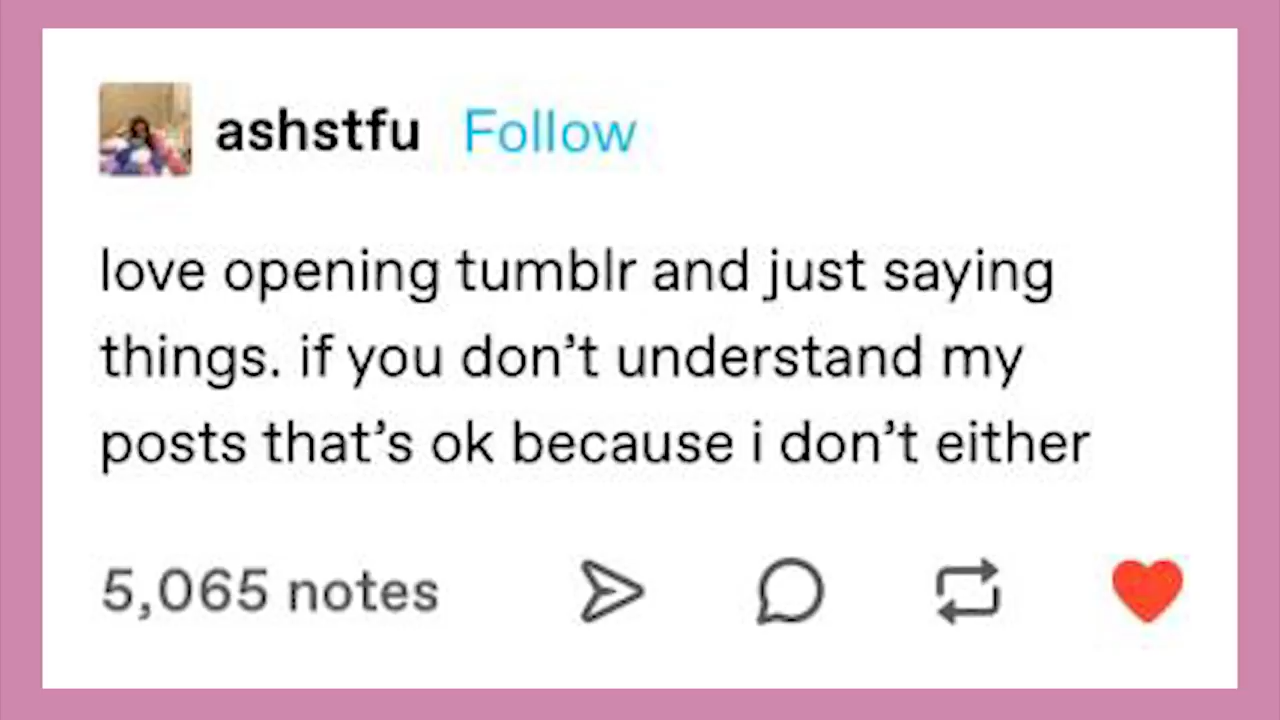 ashstfu Follow
love opening tumblr and just saying
things. if you don’t understand my
posts that’s ok because i don’t either
5,065 notes